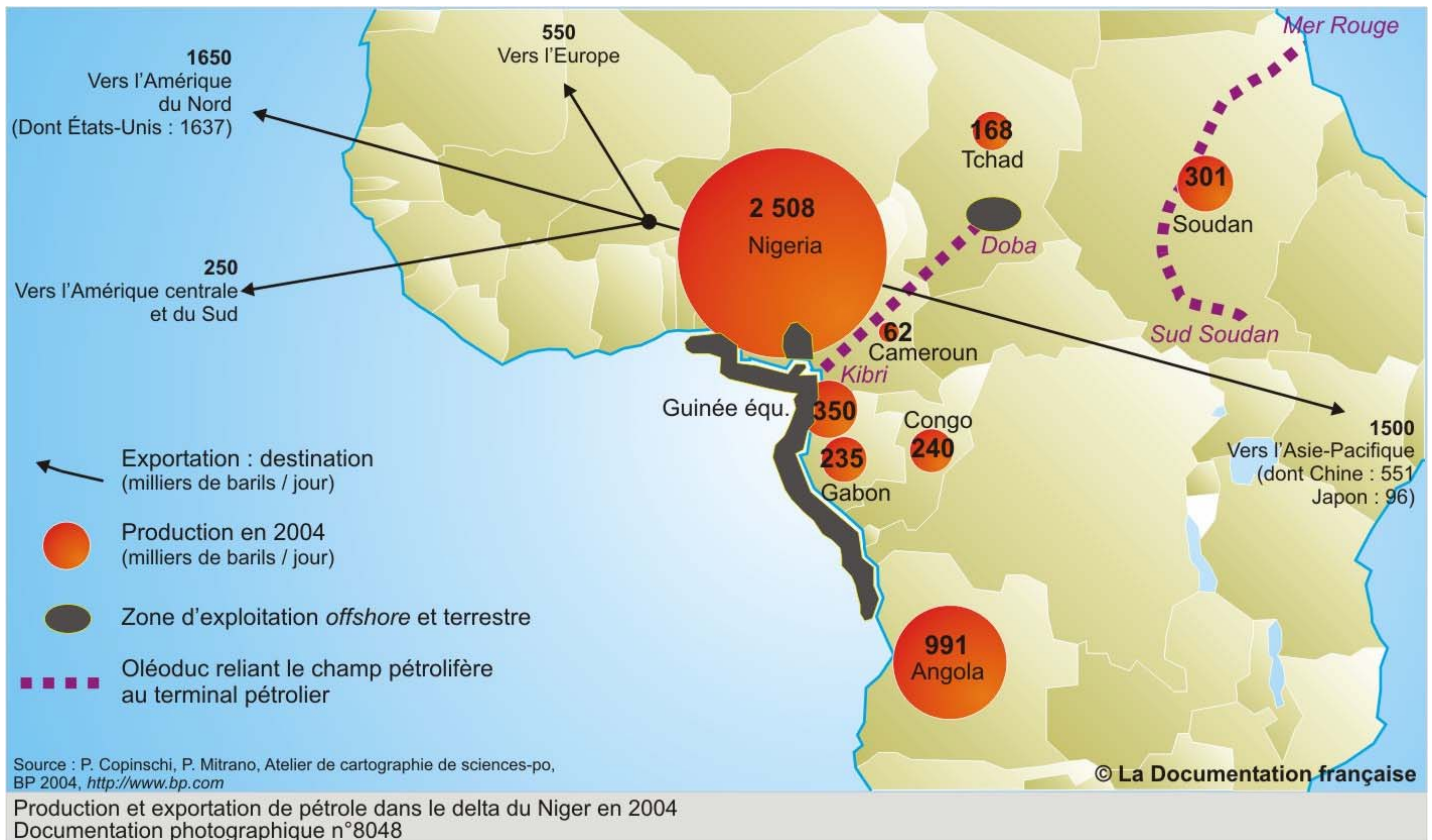 Mer Rouge
550
Vers l'Europe
1650
Vers l'Amérique
du Nord
(Dont États-Unis : 1637)
168
Tchad
301
Soudan
2 508
Nigeria
Doba
250
Vers l'Amérique centrale
et du Sud
62
Cameroun
Sud Soudan
Kibri
Guinée équ.
350
Congo
240
235
Gabon
1500
Vers l'Asie-Pacifique
(dont Chine : 551
Japon : 96)
Exportation : destination
(milliers de barils / jour)
Production en 2004
(milliers de barils / jour)
Zone d'exploitation offshore et terrestre
Oléoduc reliant le champ pétrolifère
au terminal pétrolier
991
Angola
Source : P. Copinschi, P. Mitrano, Atelier de cartographie de sciences-po,
BP 2004, http://www.bp.com
© La Documentation française
Production et exportation de pétrole dans le delta du Niger en 2004
Documentation photographique n°8048